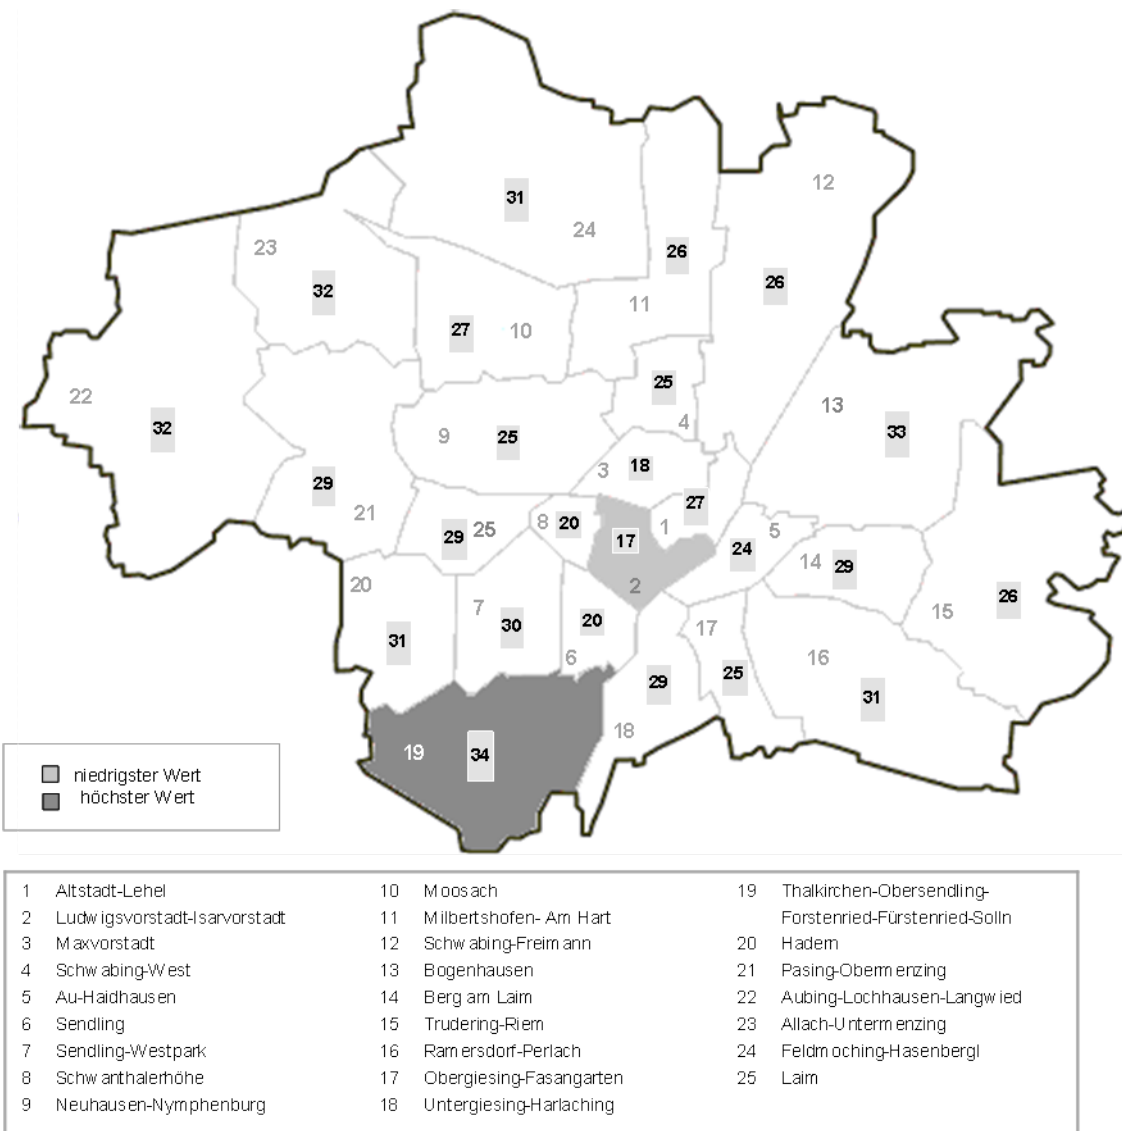 12
31
24
23
26
26
32
11
27
10
25
22
13
4
32
33
9
25
3
18
29
27
21
29
25
8
20
1
5
17
24
14
29
20
2
26
7
15
20
30
17
31
6
16
25
29
31
18
19
34
niedrigster Wert
höchster Wert
1 Altstadt-Lehel
2 Ludwigsvorstadt-Isarvorstadt
3 Maxvorstadt
4 Schwabing-West
5 Au-Haidhausen
6 Sendling
7 Sendling-Westpark
8 Schwanthalerhöhe
9 Neuhausen-Nymphenburg
10 Moosach
11 Milbertshofen- Am Hart
12 Schwabing-Freimann
13 Bogenhausen
14 Berg am Laim
15 Trudering-Riem
16 Ramersdorf-Perlach
17 Obergiesing-Fasangarten
18 Untergiesing-Harlaching
19 Thalkirchen-Obersendling-
Forstenried-Fürstenried-Solln
20 Hadern
21 Pasing-Obermenzing
22 Aubing-Lochhausen-Langwied
23 Allach-Untermenzing
24 Feldmoching-Hasenbergl
25 Laim